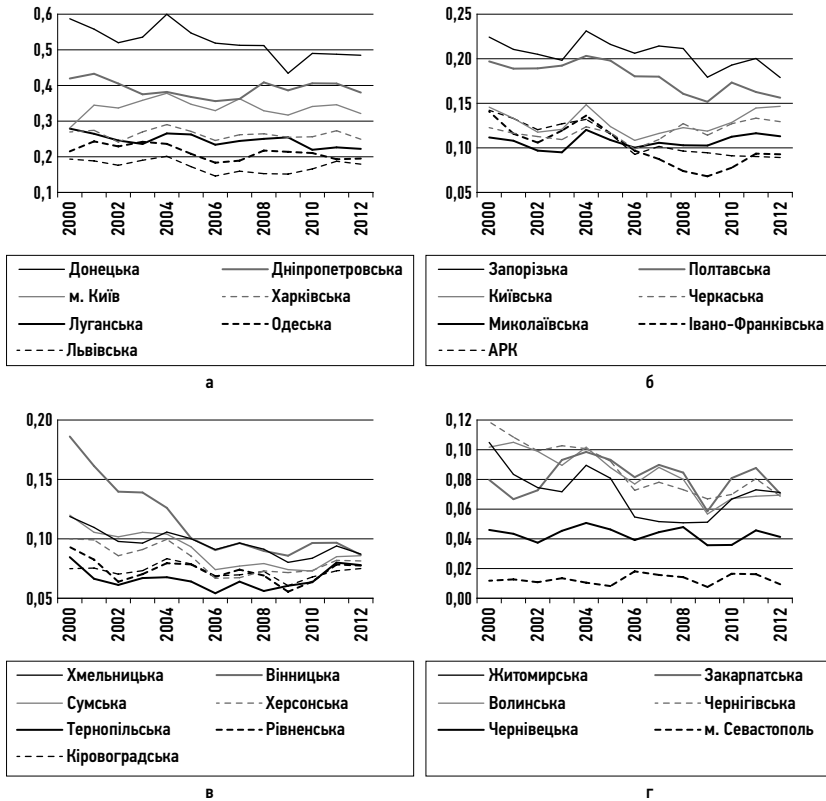 0,6
0,5
0,4
0,3
0,2
0,1
2000
2002
2004
2006
2008
2010
2012
Донецька
Дніпропетровська
м. Київ
Харківська
Луганська
Одеська
Львівська
а
0,25
0,20
0,15
0,10
0,05
2000
2002
2004
2006
2008
2010
2012
Запорізька
Полтавська
Київська
Черкаська
Миколаївська
Івано-Франківська
АРК
б
0,20
0,15
0,10
0,05
2000
2002
2004
2006
2008
2010
2012
Хмельницька
Вінницька
Сумська
Херсонська
Тернопільська
Рівненська
Кіровоградська
в
0,12
0,10
0,08
0,06
0,04
0,02
0,00
2000
2002
2004
2006
2008
2010
2012
Житомирська
Закарпатська
Волинська
Чернігівська
Чернівецька
м. Севастополь
г